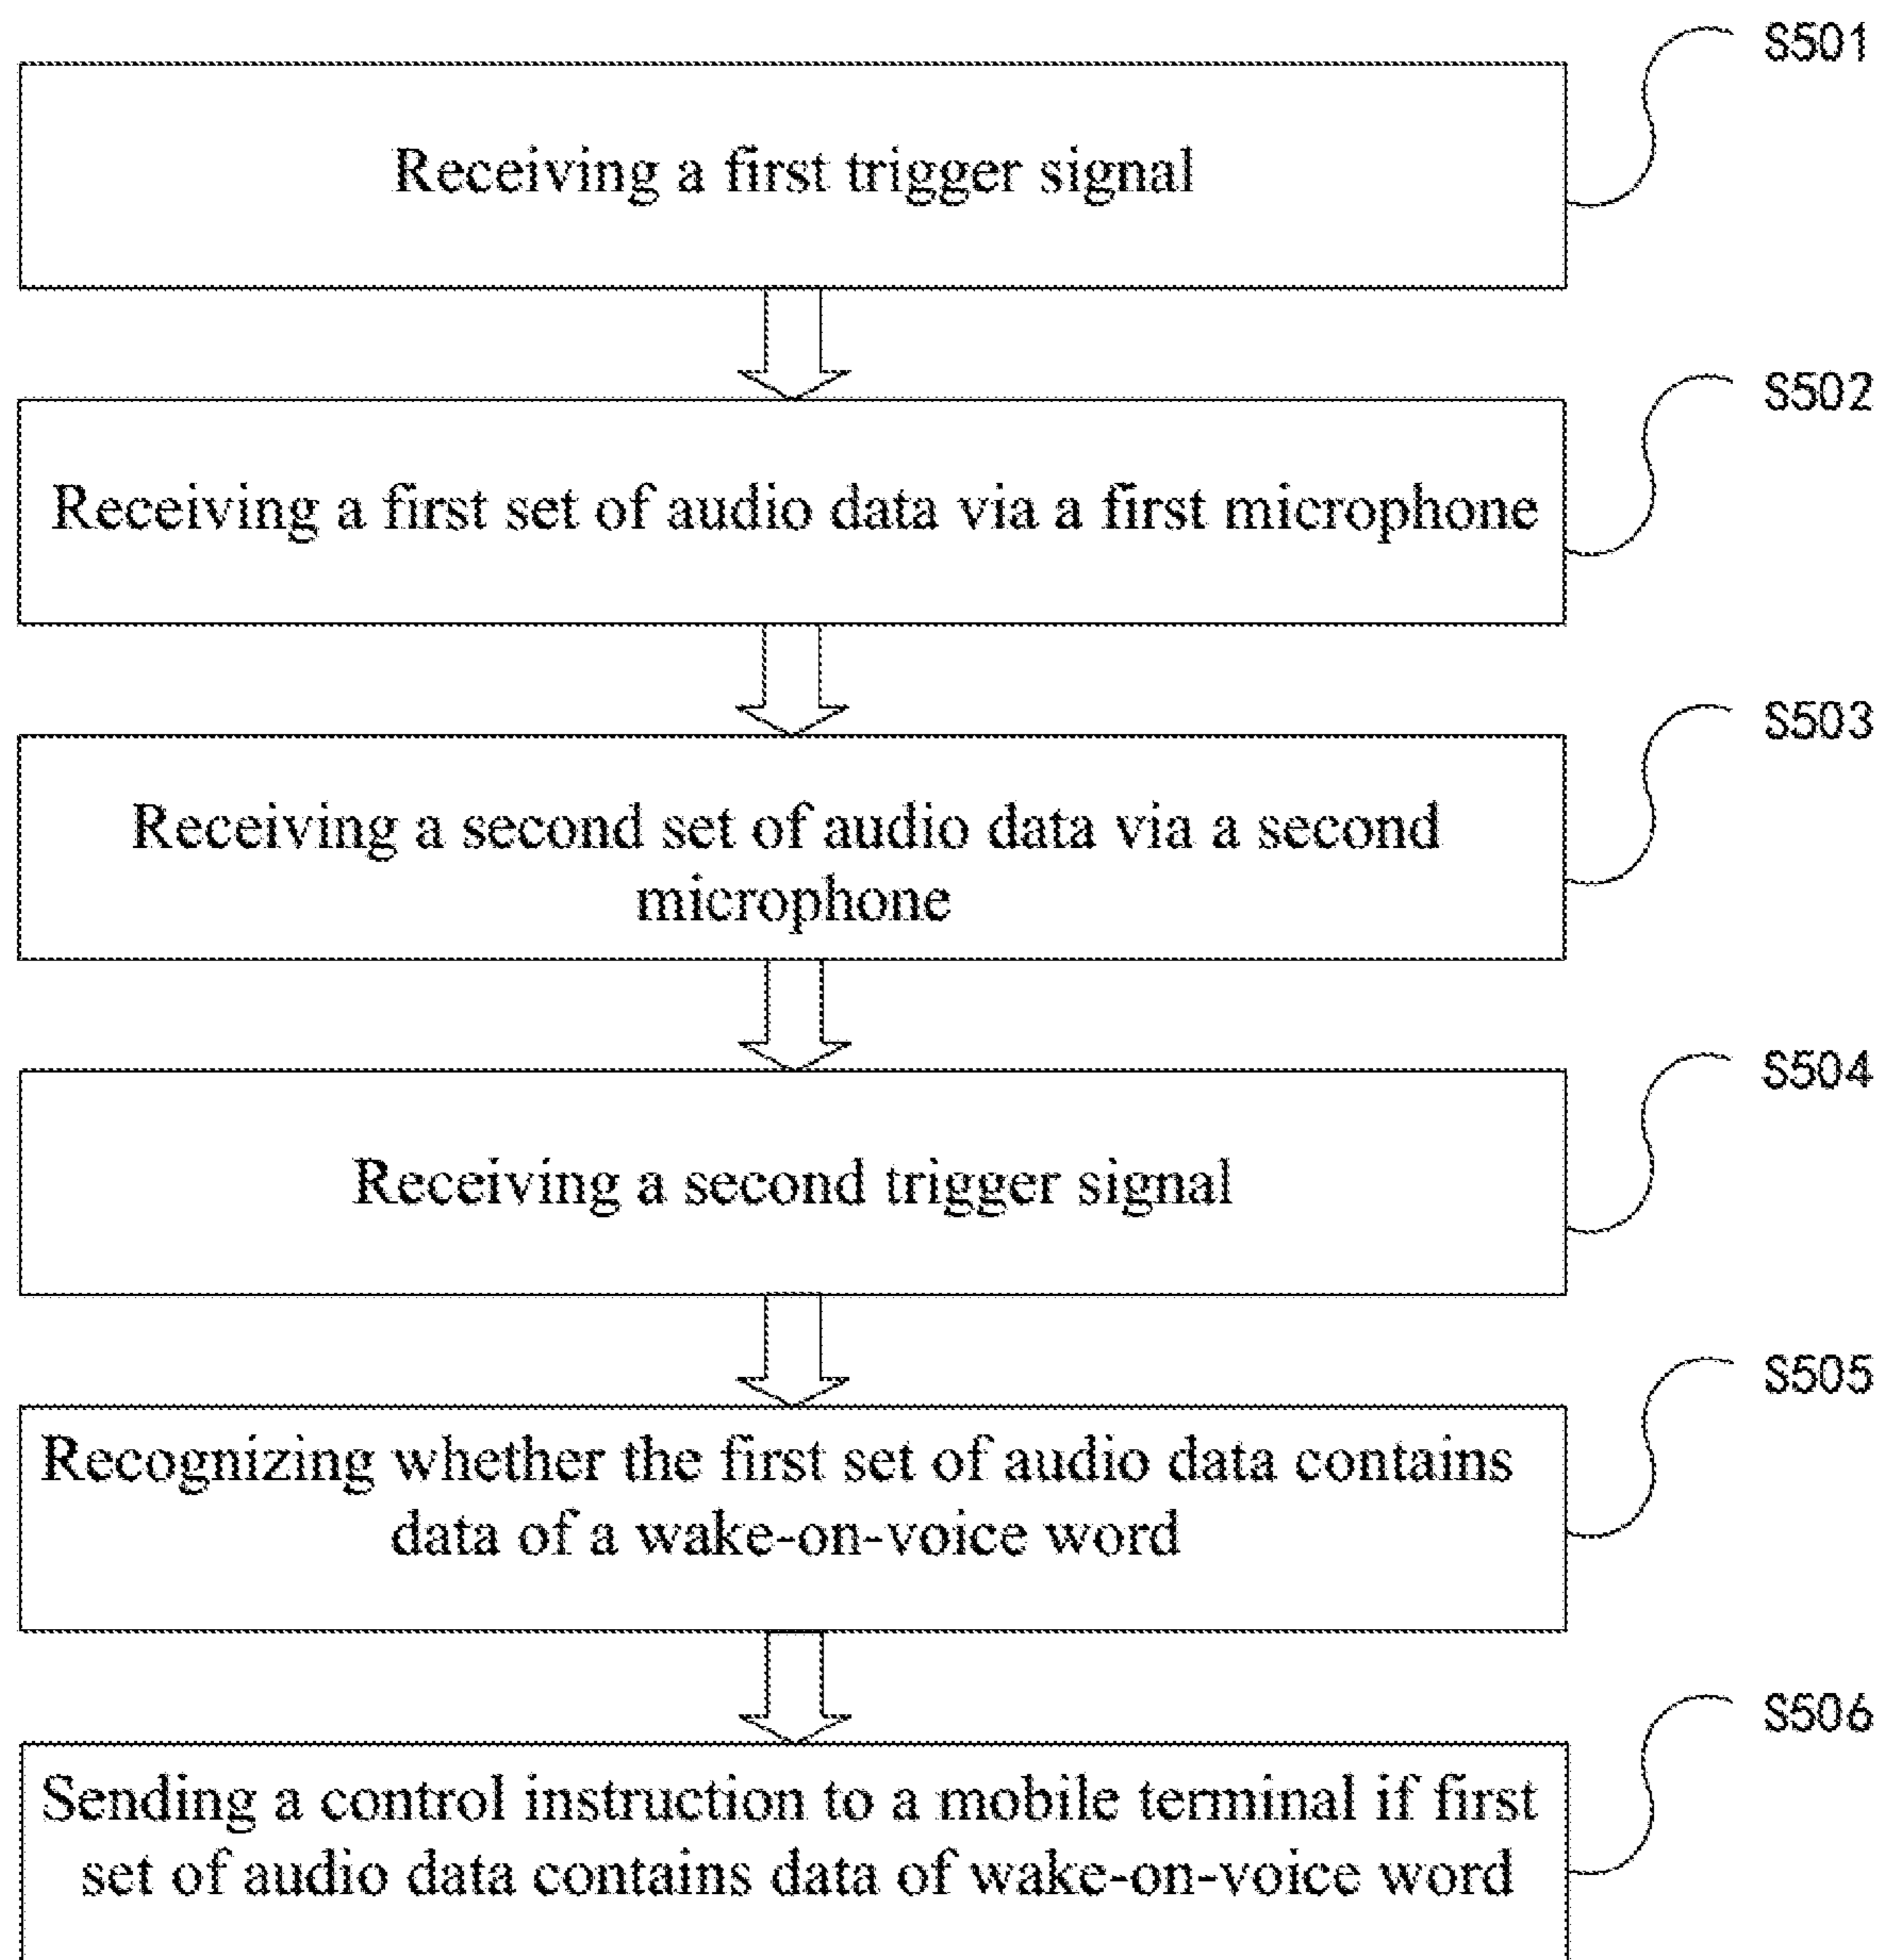 S501
Receiving a first trigger signal
S502
Receiving a first set of audio data via a first microphone
S503
Receiving a second set of audio data via a second
microphone
S504
Receiving a second trigger signal
S505
Recognizing whether the first set of audio data contains
data of a wake-on-voice word
S506
Sending a control instruction to a mobile terminal if first
set of audio data contains data of wake-on-voice word